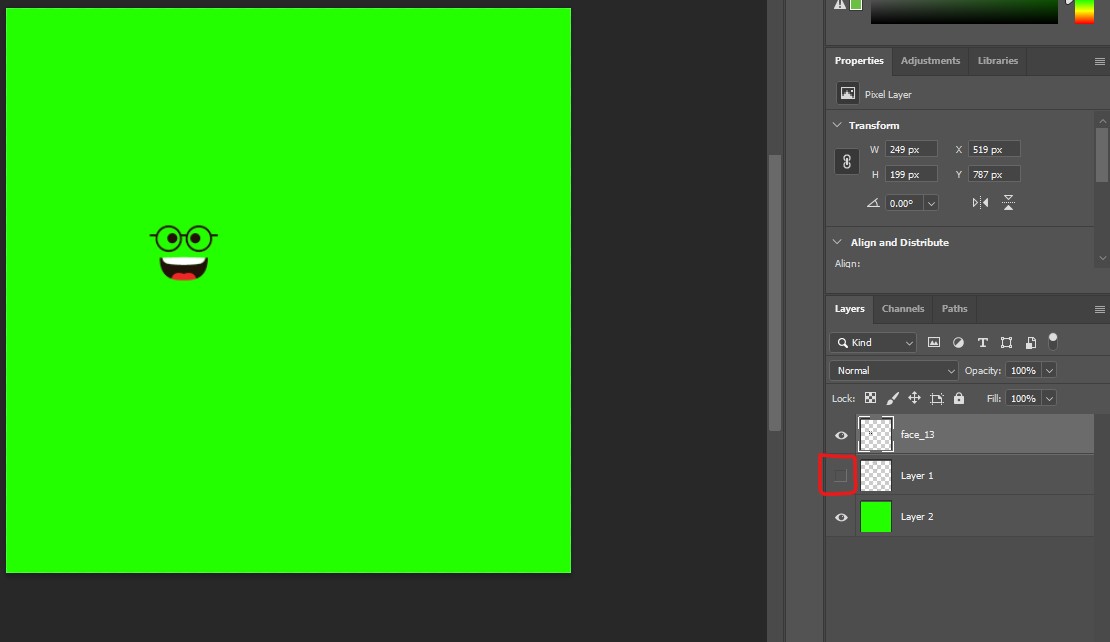 Properties Adjustments Libraries
Pixel Layer
Transform
W 249 px X 519 px
H 199 px Y 787 px
0.00°
Align and Distribute
Align:
Layers Channels Paths
Kind
Normal Opacity: 100%
Lock: Fill: 100%
face_13
Layer 1
Layer 2